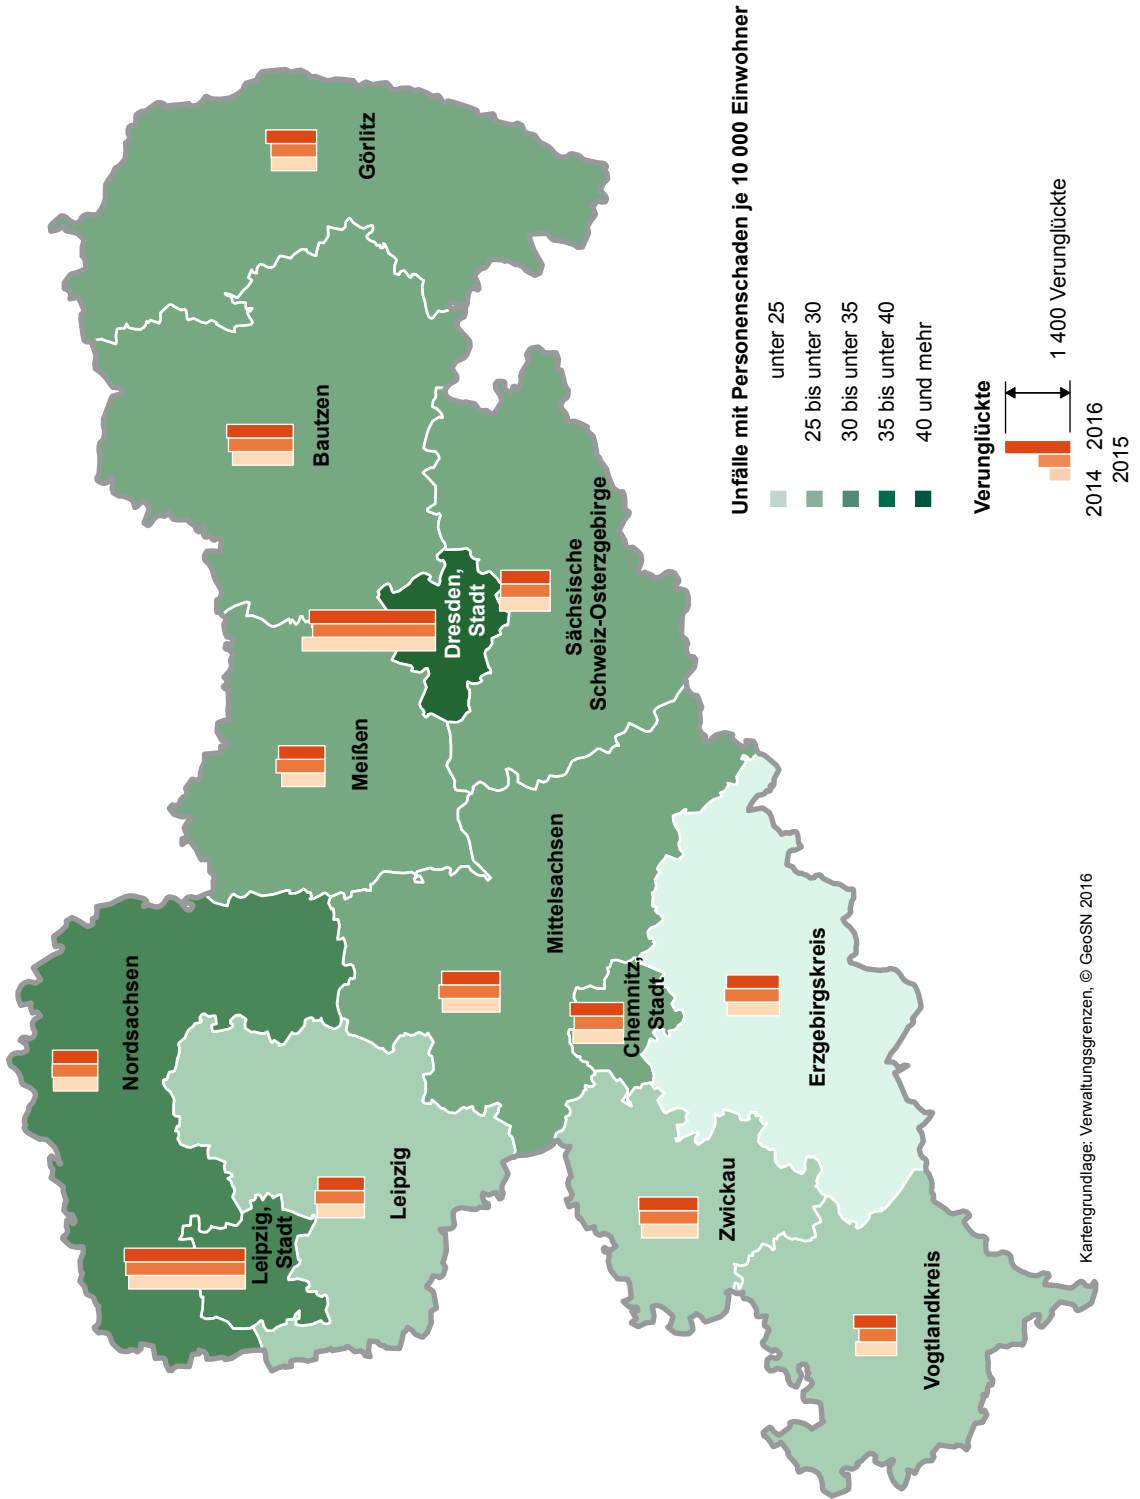 Nordsachsen
Leipzig,
Stadt
Leipzig
Meißen
Bautzen
Görlitz
Dresden,
Stadt
Sächsische
Schweiz-Osterzgebirge
Mittelsachsen
Chemnitz,
Stadt
Zwickau
Erzgebirgskreis
Vogtlandkreis
Unfälle mit Personenschaden je 10 000 Einwohner
unter 25
25 bis unter 30
30 bis unter 35
35 bis unter 40
40 und mehr
Verunglückte
1 400 Verunglückte
2014 2016
2015
Kartengrundlage: Verwaltungsgrenzen, © GeoSN 2016